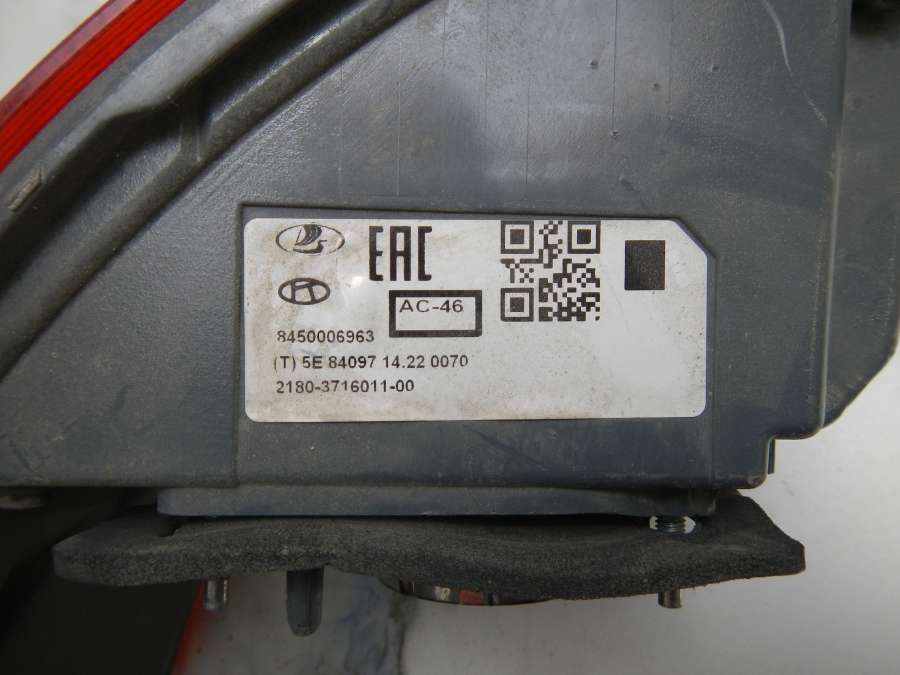 EAC
AC-46
8450006963
(T) 5E 84097 14.22 0070
2180-3716011-00